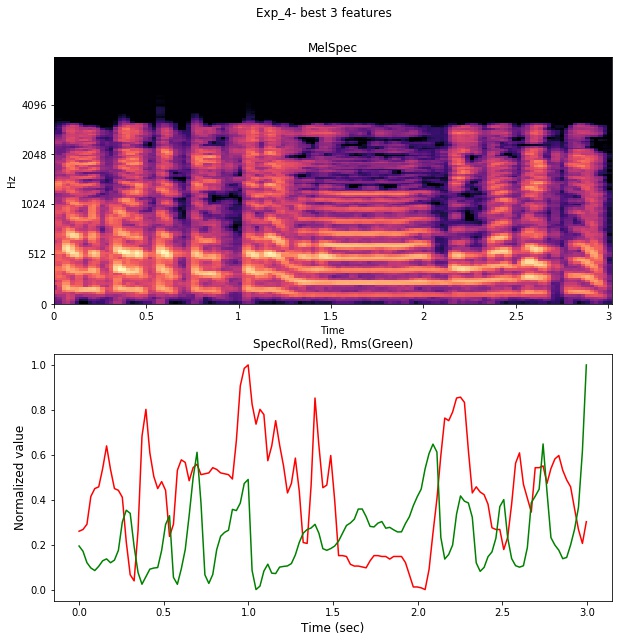 Exp_4- best 3 features
MelSpec
4096
2048
1024
512
0
Hz
0 0.5 1 1.5 2 2.5 3
Time
SpecRol(Red), Rms(Green)
1.0
0.8
0.6
0.4
0.2
0.0
Normalized value
0.0 0.5 1.0 1.5 2.0 2.5 3.0
Time (sec)